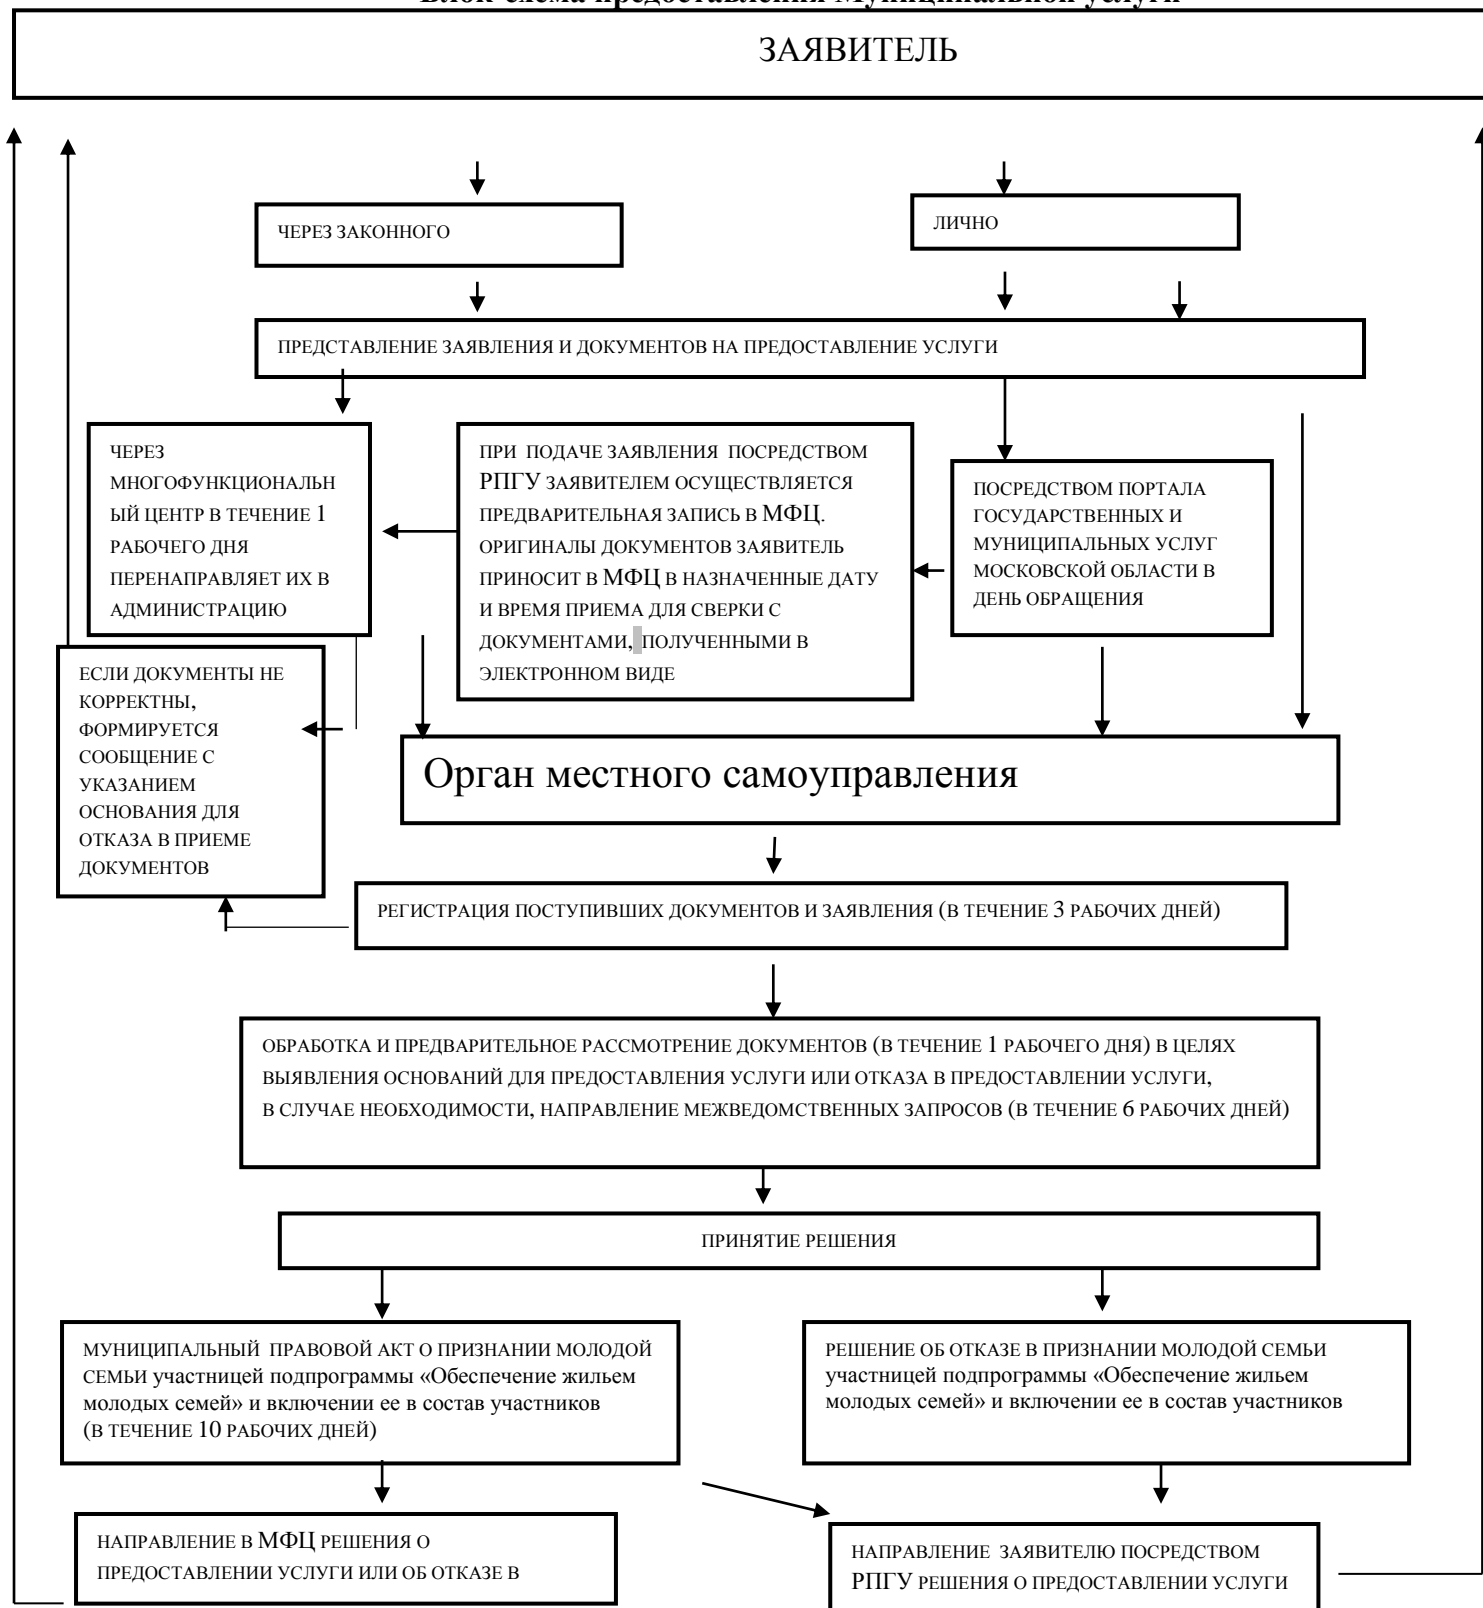 Блок-схема предоставления Муниципальной услуги
ЗАЯВИТЕЛЬ
ЧЕРЕЗ ЗАКОННОГО
ЛИЧНО
ПРЕДСТАВЛЕНИЕ ЗАЯВЛЕНИЯ И ДОКУМЕНТОВ НА ПРЕДОСТАВЛЕНИЕ УСЛУГИ
ЧЕРЕЗ
МНОГОФУНКЦИОНАЛЬН
ЫЙ ЦЕНТР В ТЕЧЕНИЕ 1
РАБОЧЕГО ДНЯ
ПЕРЕНАПРАВЛЯЕТ ИХ В
АДМИНИСТРАЦИЮ
ПРИ ПОДАЧЕ ЗАЯВЛЕНИЯ ПОСРЕДСТВОМ
РПГУ ЗАЯВИТЕЛЕМ ОСУЩЕСТВЛЯЕТСЯ
ПРЕДВАРИТЕЛЬНАЯ ЗАПИСЬ В МФЦ.
ОРИГИНАЛЫ ДОКУМЕНТОВ ЗАЯВИТЕЛЬ
ПРИНОСИТ В МФЦ В НАЗНАЧЕННЫЕ ДАТУ
И ВРЕМЯ ПРИЕМА ДЛЯ СВЕРКИ С
ДОКУМЕНТАМИ, ПОЛУЧЕННЫМИ В
ЭЛЕКТРОННОМ ВИДЕ
ПОСРЕДСТВОМ ПОРТАЛА
ГОСУДАРСТВЕННЫХ И
МУНИЦИПАЛЬНЫХ УСЛУГ
МОСКОВСКОЙ ОБЛАСТИ В
ДЕНЬ ОБРАЩЕНИЯ
ЕСЛИ ДОКУМЕНТЫ НЕ
КОРРЕКТНЫ,
ФОРМИРУЕТСЯ
СООБЩЕНИЕ С
УКАЗАНИЕМ
ОСНОВАНИЯ ДЛЯ
ОТКАЗА В ПРИЕМЕ
ДОКУМЕНТОВ
Орган местного самоуправления
РЕГИСТРАЦИЯ ПОСТУПИВШИХ ДОКУМЕНТОВ И ЗАЯВЛЕНИЯ (В ТЕЧЕНИЕ 3 РАБОЧИХ ДНЕЙ)
ОБРАБОТКА И ПРЕДВАРИТЕЛЬНОЕ РАССМОТРЕНИЕ ДОКУМЕНТОВ (В ТЕЧЕНИЕ 1 РАБОЧЕГО ДНЯ) В ЦЕЛЯХ
ВЫЯВЛЕНИЯ ОСНОВАНИЙ ДЛЯ ПРЕДОСТАВЛЕНИЯ УСЛУГИ ИЛИ ОТКАЗА В ПРЕДОСТАВЛЕНИИ УСЛУГИ,
В СЛУЧАЕ НЕОБХОДИМОСТИ, НАПРАВЛЕНИЕ МЕЖВЕДОМСТВЕННЫХ ЗАПРОСОВ (В ТЕЧЕНИЕ 6 РАБОЧИХ ДНЕЙ)
ПРИНЯТИЕ РЕШЕНИЯ
МУНИЦИПАЛЬНЫЙ ПРАВОВОЙ АКТ О ПРИЗНАНИИ МОЛОДОЙ
СЕМЬИ участницей подпрограммы «Обеспечение жильем
молодых семей» и включении ее в состав участников
(В ТЕЧЕНИЕ 10 РАБОЧИХ ДНЕЙ)
РЕШЕНИЕ ОБ ОТКАЗЕ В ПРИЗНАНИИ МОЛОДОЙ СЕМЬИ
участницей подпрограммы «Обеспечение жильем
молодых семей» и включении ее в состав участников
НАПРАВЛЕНИЕ В МФЦ РЕШЕНИЯ О
ПРЕДОСТАВЛЕНИИ УСЛУГИ ИЛИ ОБ ОТКАЗЕ В
НАПРАВЛЕНИЕ ЗАЯВИТЕЛЮ ПОСРЕДСТВОМ
РПГУ РЕШЕНИЯ О ПРЕДОСТАВЛЕНИИ УСЛУГИ